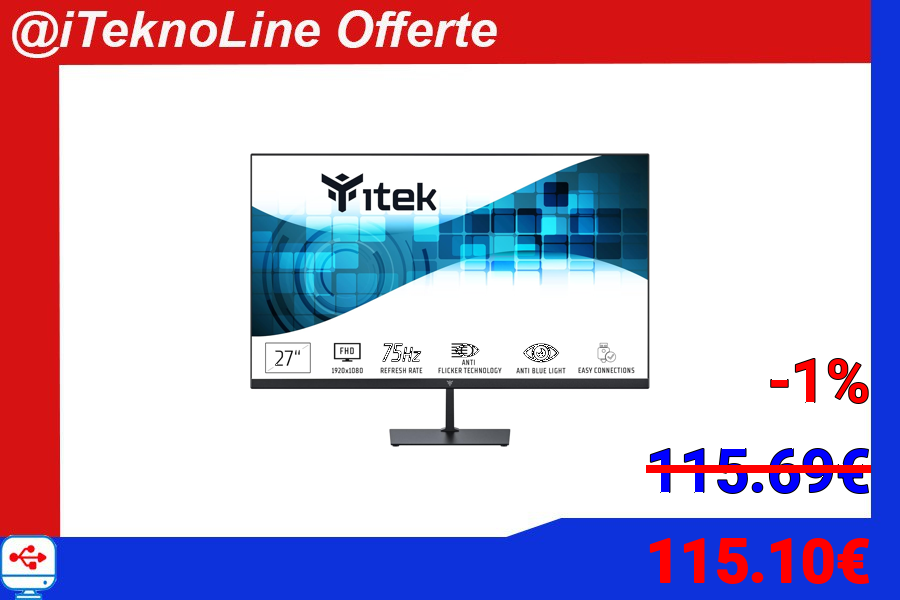 @iTeknoLine Offerte
itek
27"
FHD
1920x1080
75Hz
REFRESH RATE
ANTI
FLICKER TECHNOLOGY
ANTI BLUE LIGHT
EASY CONNECTIONS
-1%
115.69€
115.10€